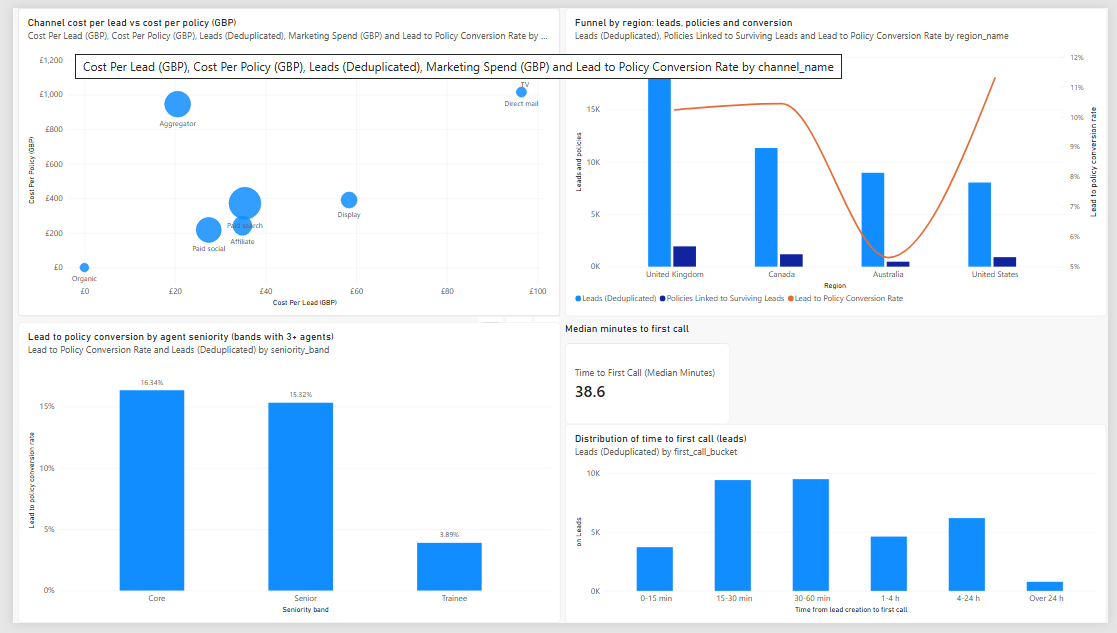 Channel cost per lead vs cost per policy (GBP)
Cost Per Lead (GBP), Cost Per Policy (GBP), Leads (Deduplicated), Marketing Spend (GBP) and Lead to Policy Conversion Rate by ...
Cost Per Lead (GBP), Cost Per Policy (GBP), Leads (Deduplicated), Marketing Spend (GBP) and Lead to Policy Conversion Rate by channel_name
£1,200
£1,000
£800
£600
£400
£200
£0
Cost Per Policy (GBP)
TV
Direct mail
Aggregator
Paid search
Display
Paid social
Affiliate
Organic
£0
£20
£40
£60
£80
£100
Cost Per Lead (GBP)
Funnel by region: leads, policies and conversion
Leads (Deduplicated), Policies Linked to Surviving Leads and Lead to Policy Conversion Rate by region_name
15K
10K
5K
0K
Leads and policies
12%
11%
10%
9%
8%
7%
6%
5%
Lead to policy conversion rate
United Kingdom
Canada
Australia
United States
Region
Leads (Deduplicated)
Policies Linked to Surviving Leads
Lead to Policy Conversion Rate
Lead to policy conversion by agent seniority (bands with 3+ agents)
Lead to Policy Conversion Rate and Leads (Deduplicated) by seniority_band
15%
10%
5%
0%
Lead to policy conversion rate
16.34%
15.32%
3.89%
Core
Senior
Trainee
Seniority band
Median minutes to first call
Time to First Call (Median Minutes)
38.6
Distribution of time to first call (leads)
Leads (Deduplicated) by first_call_bucket
10K
5K
0K
on Leads
0-15 min
15-30 min
30-60 min
1-4 h
4-24 h
Over 24 h
Time from lead creation to first call